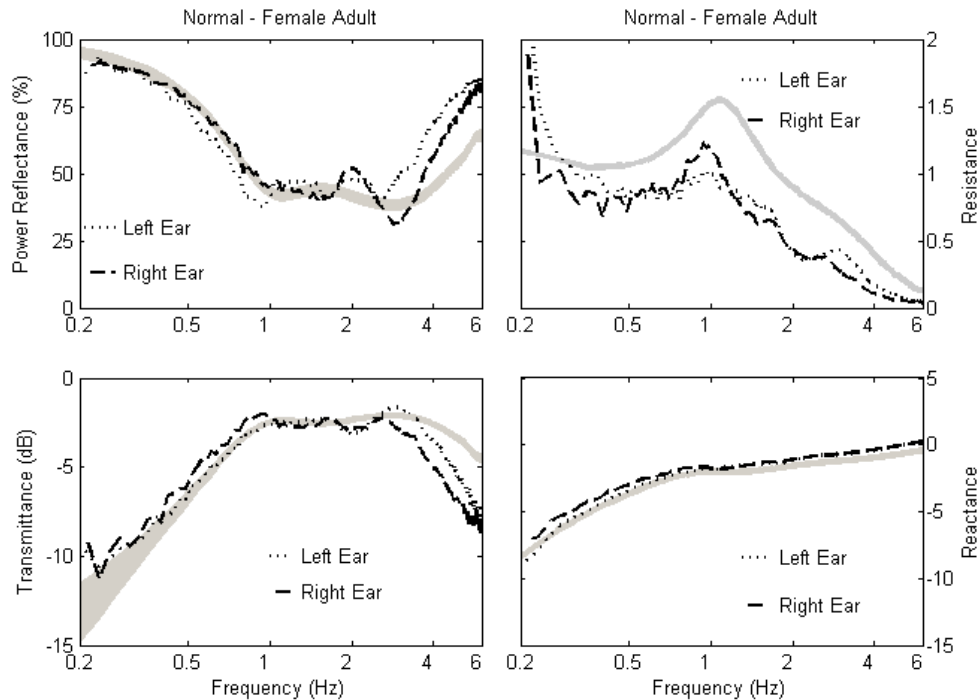 Normal - Female Adult
Normal - Female Adult
100
75
50
25
0
Power Reflectance (%)
Left Ear
Right Ear
0.2
0.5
1
2
4
6
Left Ear
Right Ear
2
1.5
1
0.5
0
Resistance
0.2
0.5
1
2
4
6
0
-5
-10
-15
Transmittance (dB)
Left Ear
Right Ear
0.2
0.5
1
2
4
6
Frequency (Hz)
5
0
-5
-10
-15
Reactance
Left Ear
Right Ear
0.2
0.5
1
2
4
6
Frequency (Hz)